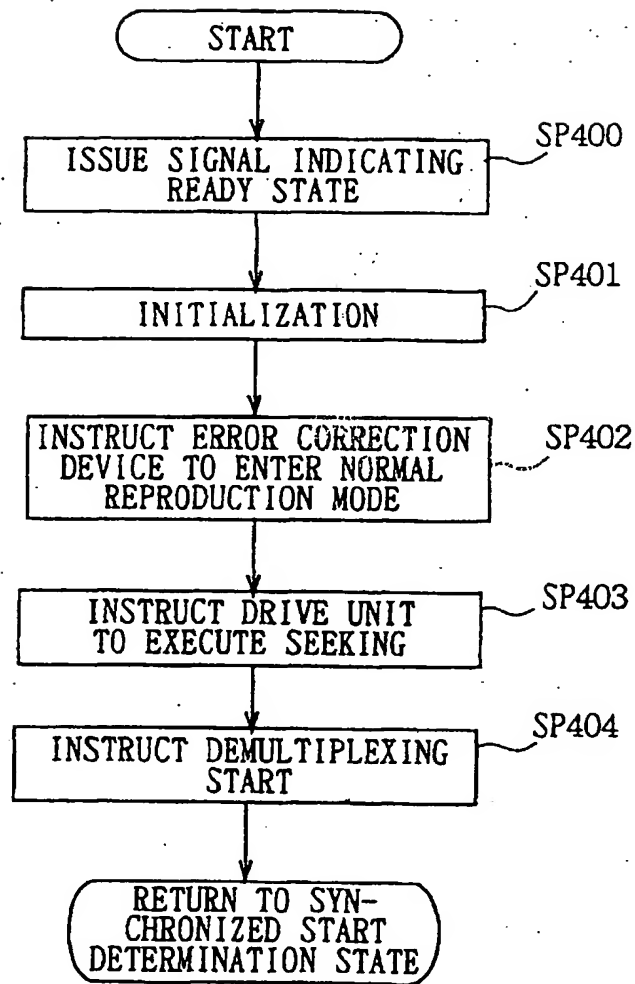 START
SP400
ISSUE SIGNAL INDICATING
READY STATE
SP401
INITIALIZATION
INSTRUCT ERROR CORRECTION
DEVICE TO ENTER NORMAL
REPRODUCTION MODE
SP402
INSTRUCT DRIVE UNIT
TO EXECUTE SEEKING
SP403
INSTRUCT DEMULTIPLEXING
START
SP404
RETURN TO SYN-
CHRONIZED START
DETERMINATION STATE